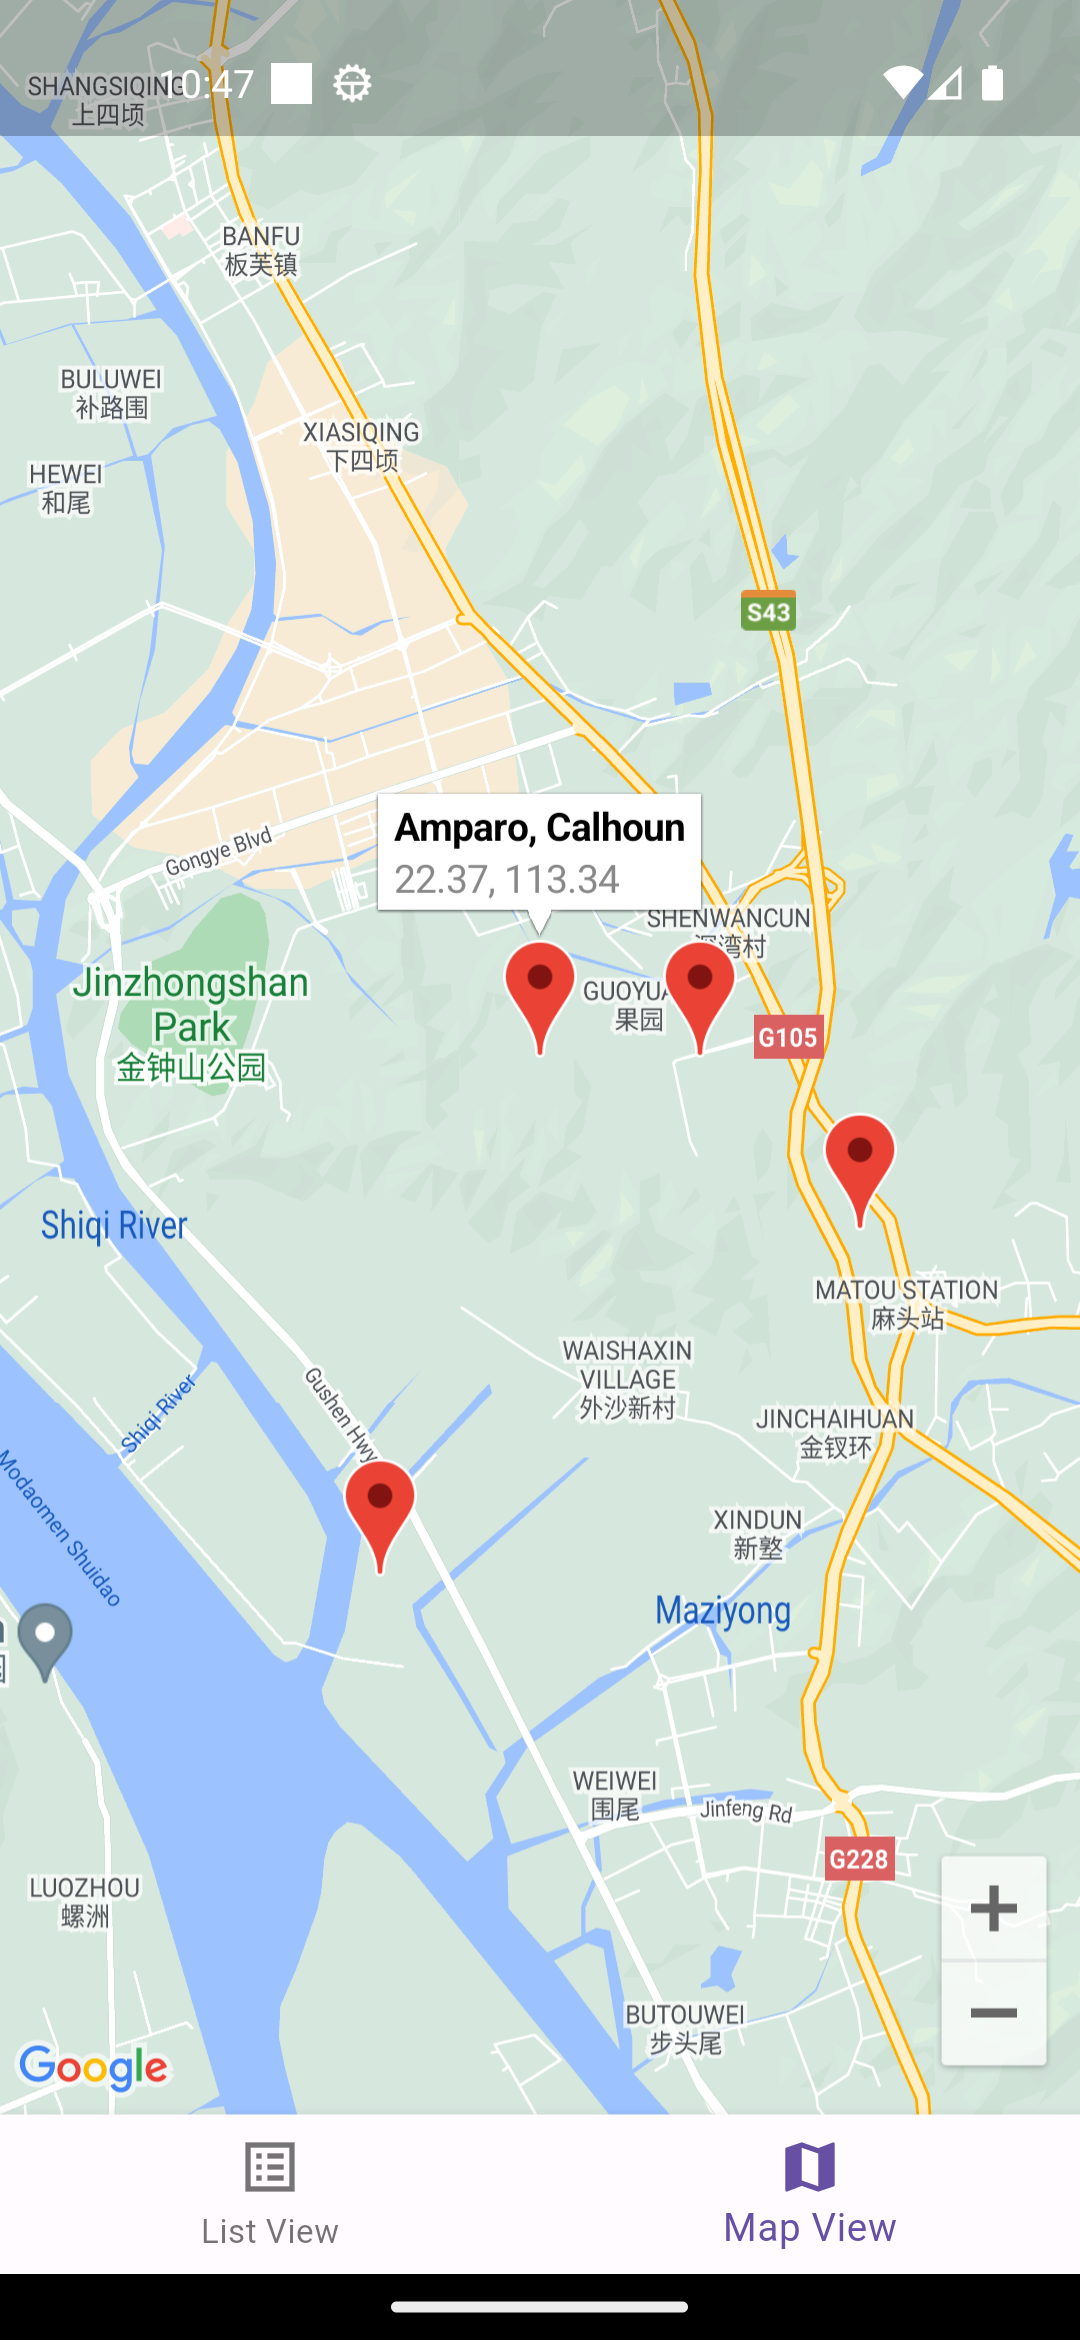 10:47
SHANGSIQING
上四顷
BANFU
板芙镇
BULUWEI
补路围
XIASIQING
下四顷
HEWEI
和尾
S43
Amparo, Calhoun
22.37, 113.34
Gongye Blvd
SHENWANCUN
湾村
Jinzhongshan
Park
金钟山公园
GUOYUA
果园
G105
Shiqi River
MATOU STATION
麻头站
WAISHAXIN
VILLAGE
外沙新村
Gushen Hwy
Shiqi River
JINCHAIHUAN
金钗环
Modaomen Shuidao
XINDUN
新墪
Maziyong
WEIWEI
围尾
Jinfeng Rd
G228
LUOZHOU
螺洲
BUTOUWEI
步头尾
Google
List View
Map View